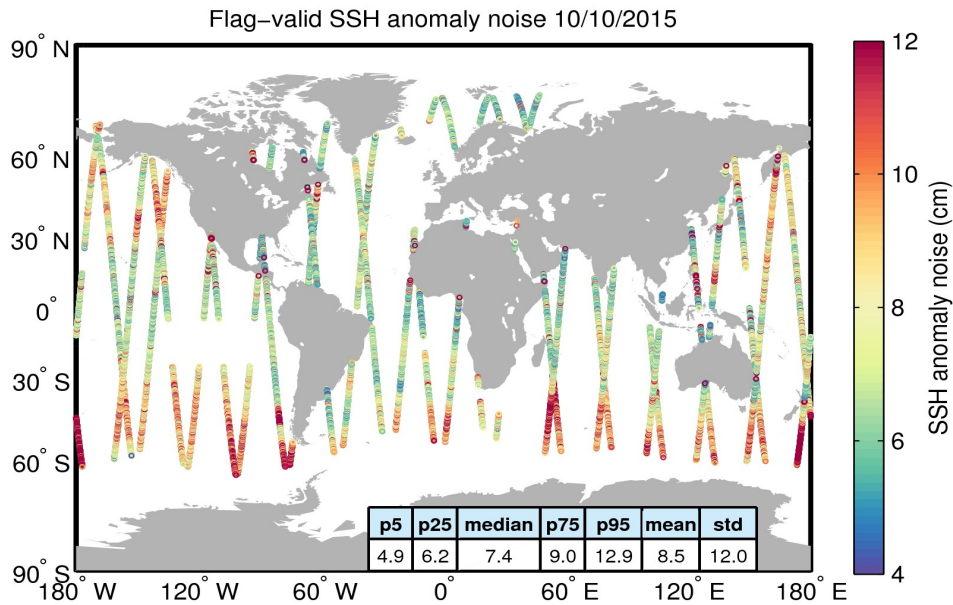 Flag−valid SSH anomaly noise 10/10/2015
90° N
60° N
30° N
0°
30° S
60° S
90° S
180° W
120° W
60° W
0°
60° E
120° E
180° E
p5 p25 median p75 p95 mean std
4.9 6.2 7.4 9.0 12.9 8.5 12.0
12
10
8
6
4
SSH anomaly noise (cm)